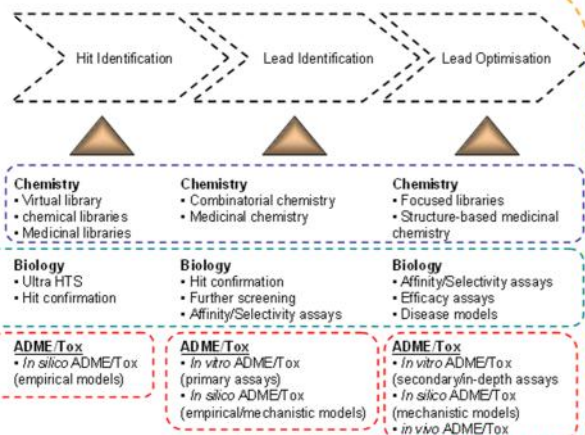 Hit Identification
Lead Identification
Lead Optimisation
Chemistry
• Virtual library
• chemical libraries
• Medicinal libraries
Chemistry
• Combinatorial chemistry
• Medicinal chemistry
Chemistry
• Focused libraries
• Structure-based medicinal
chemistry
Biology
• Ultra HTS
• Hit confirmation
Biology
• Hit confirmation
• Further screening
• Affinity/Selectivity assays
Biology
• Affinity/Selectivity assays
• Efficacy assays
• Disease models
ADME/Tox
• In silico ADME/Tox
(empirical models)
ADME/Tox
• In vitro ADME/Tox
(primary assays)
• In silico ADME/Tox
(empirical/mechanistic models)
ADME/Tox
• In vitro ADME/Tox
(secondary/in-depth assays
• In silico ADME/Tox
(mechanistic models)
• in vivo ADME/Tox